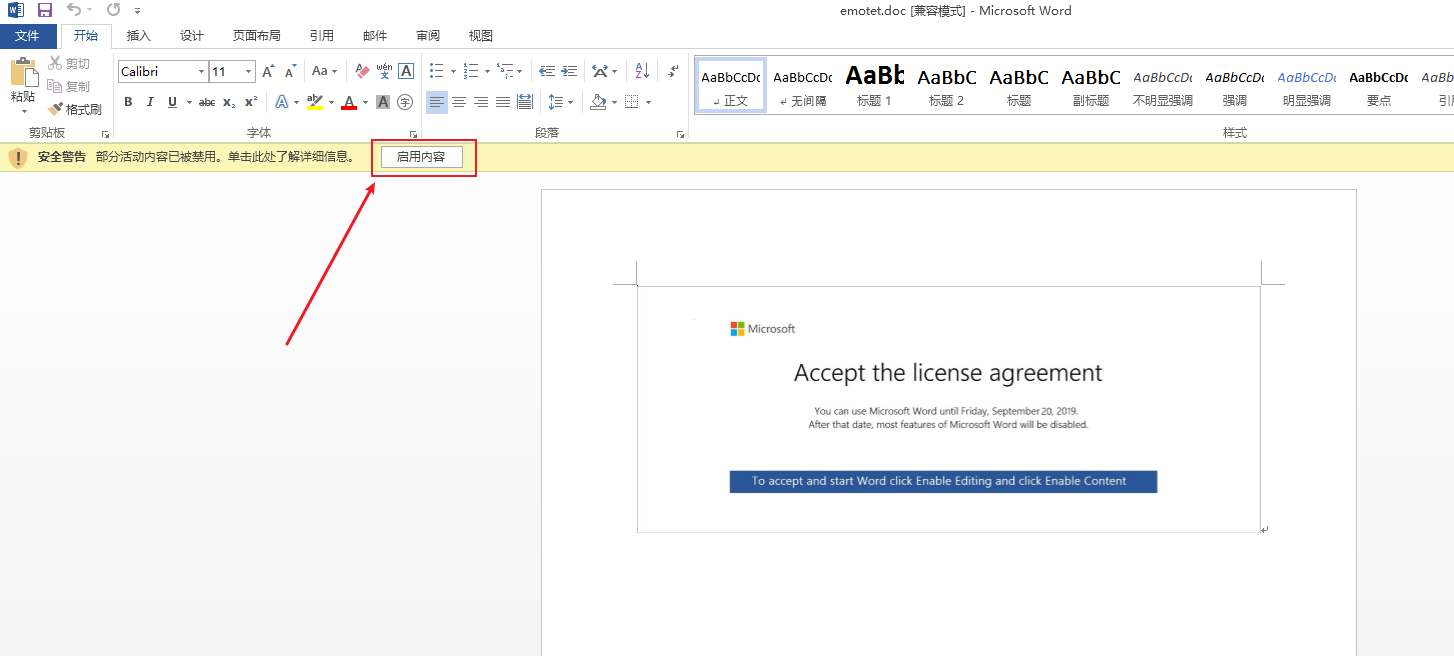 emotet.doc [兼容模式] - Microsoft Word
文件 开始 插入 设计 页面布局 引用 邮件 审阅 视图
粘贴
剪切
复制
格式刷
剪贴板
Calibri 11 Aa wén 文 A
B I U abc x₂ x² A aby A A 字
字体
段落
AaBbCcDc AaBbCcDc AaBb AaBbC AaBbC AaBbC AaBbCcDc AaBbCcDc AaBbCcDc AaBbCcDc AaBb
正文 无间隔 标题 1 标题 2 标题 副标题 不明显强调 强调 明显强调 要点 引用
样式
安全警告 部分活动内容已被禁用。单击此处了解详细信息。 启用内容
Microsoft
Accept the license agreement
You can use Microsoft Word until Friday, September 20, 2019.
After that date, most features of Microsoft Word will be disabled.
To accept and start Word click Enable Editing and click Enable Content